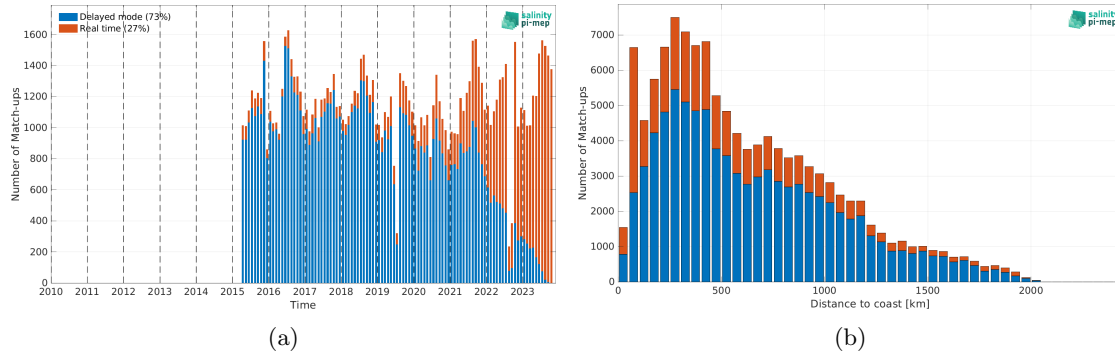 Delayed mode (73%)
Real time (27%)
salinity
pi-mep
Number of Match-ups
1600
1400
1200
1000
800
600
400
200
0
2010 2011 2012 2013 2014 2015 2016 2017 2018 2019 2020 2021 2022 2023
Time
(a)
salinity
pi-mep
Number of Match-ups
7000
6000
5000
4000
3000
2000
1000
0
0 500 1000 1500 2000
Distance to coast [km]
(b)